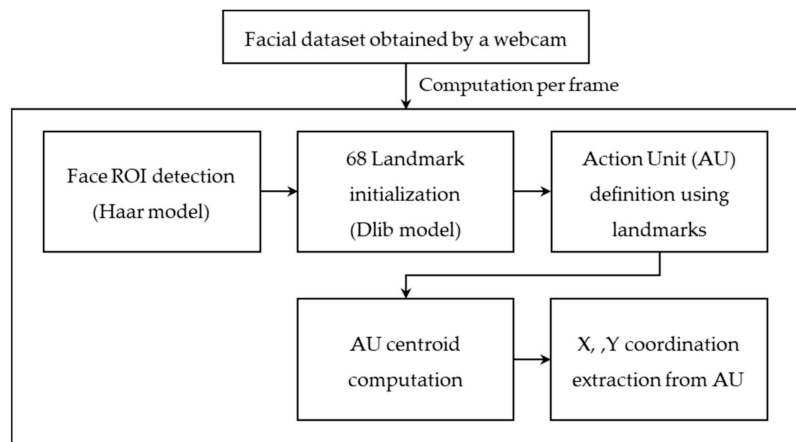 Facial dataset obtained by a webcam
Computation per frame
Face ROI detection
(Haar model)
68 Landmark
initialization
(Dlib model)
Action Unit (AU)
definition using
landmarks
AU centroid
computation
X, ,Y coordination
extraction from AU